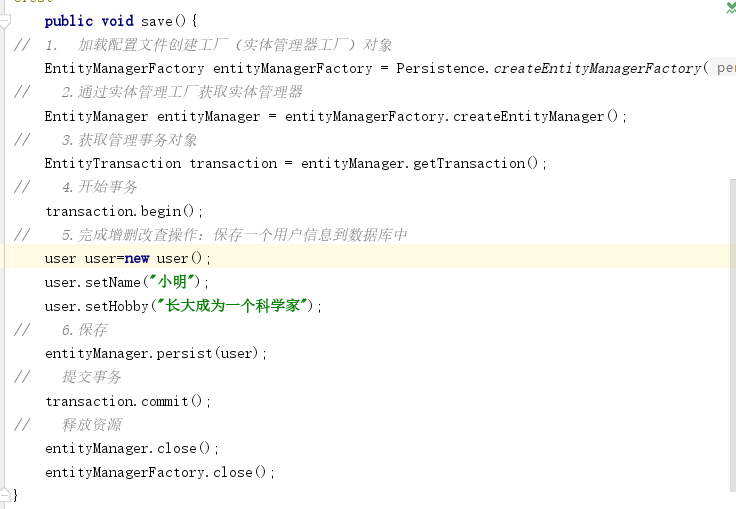 public void save(){
// 1. 加载配置文件创建工厂（实体管理器工厂）对象
EntityManagerFactory entityManagerFactory = Persistence.createEntityManagerFactory(
// 2.通过实体管理工厂获取实体管理器
EntityManager entityManager = entityManagerFactory.createEntityManager();
// 3.获取管理事务对象
EntityTransaction transaction = entityManager.getTransaction();
// 4.开始事务
transaction.begin();
// 5.完成增删改查操作：保存一个用户信息到数据库中
user user=new user();
user.setName("小明");
user.setHobby("长大成为一个科学家");
// 6.保存
entityManager.persist(user);
// 提交事务
transaction.commit();
// 释放资源
entityManager.close();
entityManagerFactory.close();
}